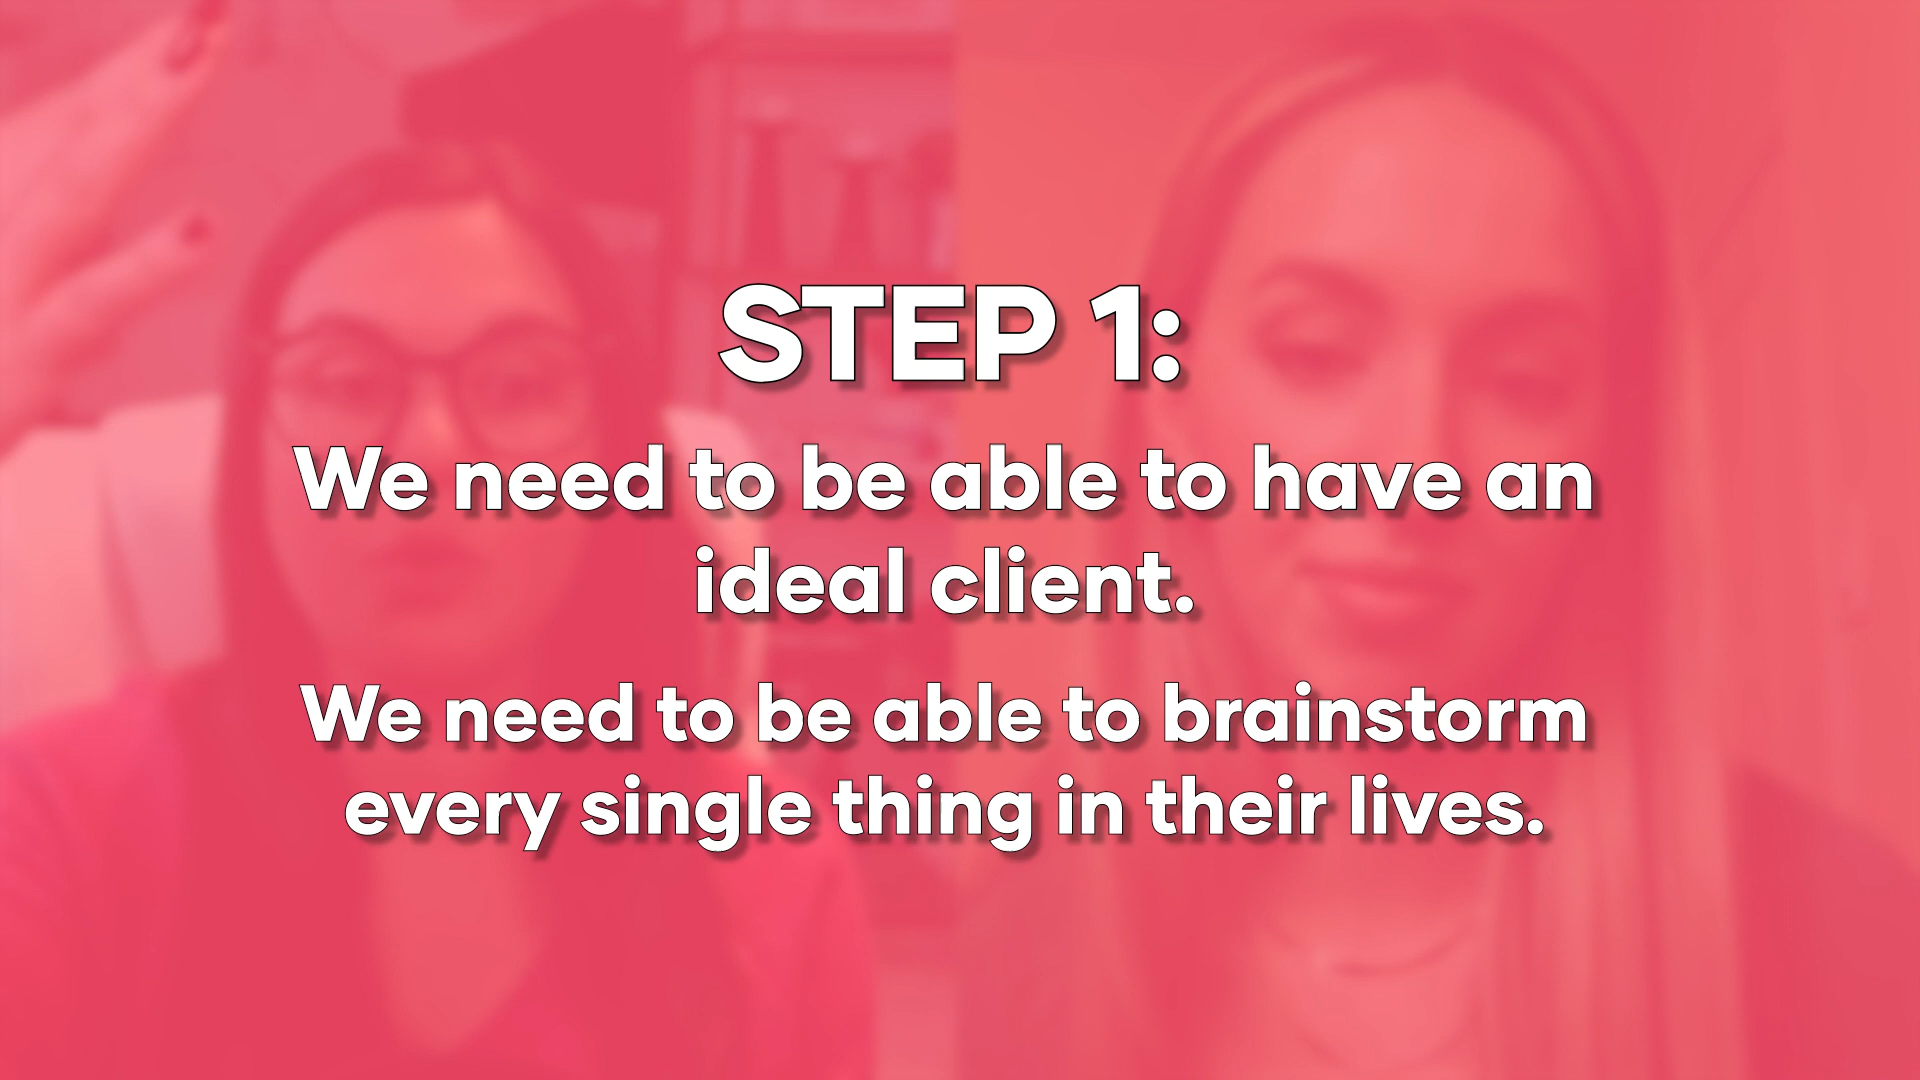 STEP 1:
We need to be able to have an
ideal client.
We need to be able to brainstorm
every single thing in their lives.